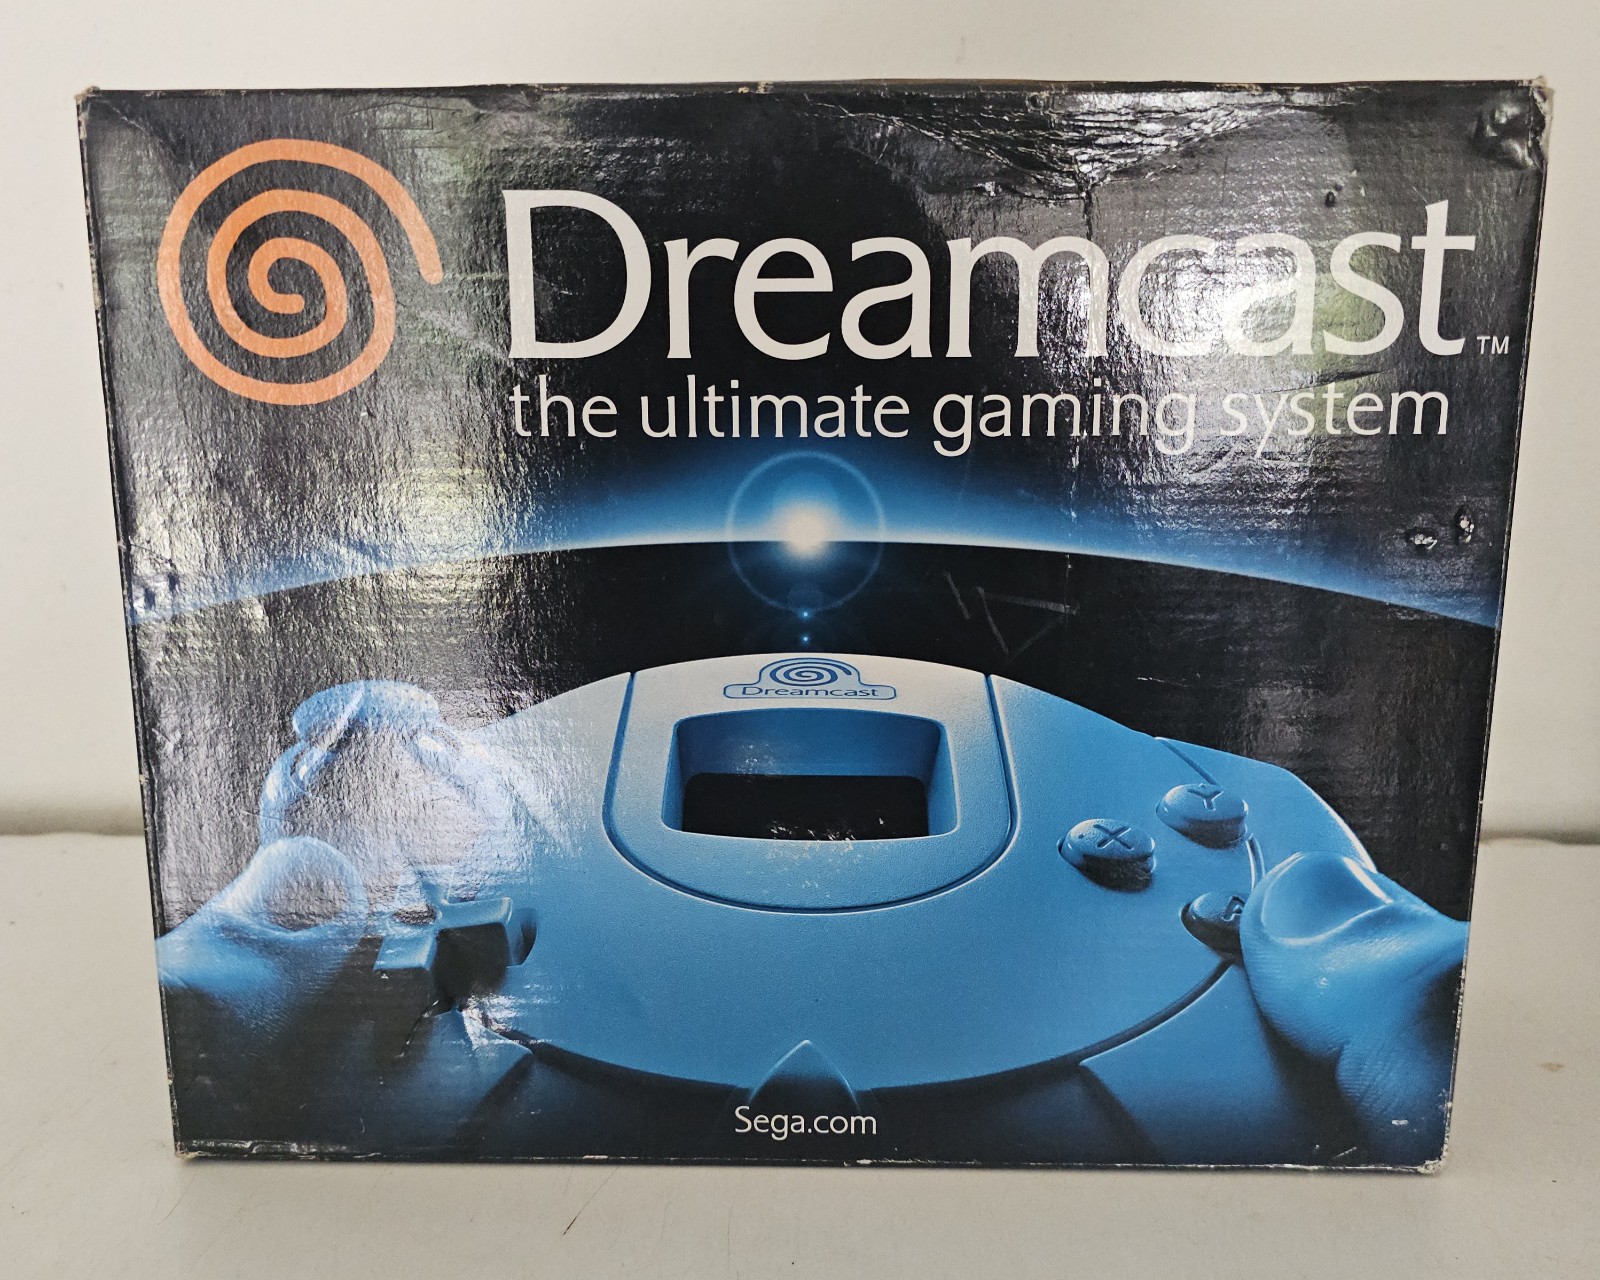 Dreamcast™
the ultimate gaming system
Dreamcast
Y
X
Sega.com